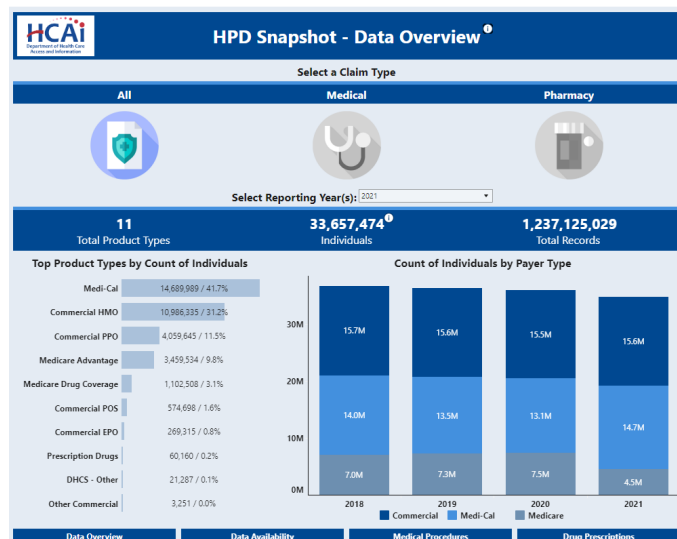 HCAi
Department of Health Care
Access and Information
HPD Snapshot - Data Overview
Select a Claim Type
All
Medical
Pharmacy
Select Reporting Year(s): 2021
11
Total Product Types
33,657,474
Individuals
1,237,125,029
Total Records
Top Product Types by Count of Individuals
Medi-Cal 14,689,989 / 41.7%
Commercial HMO 10,986,335 / 31.2%
Commercial PPO 4,059,645 / 11.5%
Medicare Advantage 3,459,534 / 9.8%
Medicare Drug Coverage 1,102,508 / 3.1%
Commercial POS 574,698 / 1.6%
Commercial EPO 269,315 / 0.8%
Prescription Drugs 60,160 / 0.2%
DHCS - Other 21,287 / 0.1%
Other Commercial 3,251 / 0.0%
Count of Individuals by Payer Type
30M
20M
10M
0M
15.7M
15.6M
15.5M
15.6M
14.0M
13.5M
13.1M
14.7M
7.0M
7.3M
7.5M
4.5M
2018
2019
2020
2021
Commercial
Medi-Cal
Medicare
Data Overview
Data Availability
Medical Procedures
Drug Prescriptions